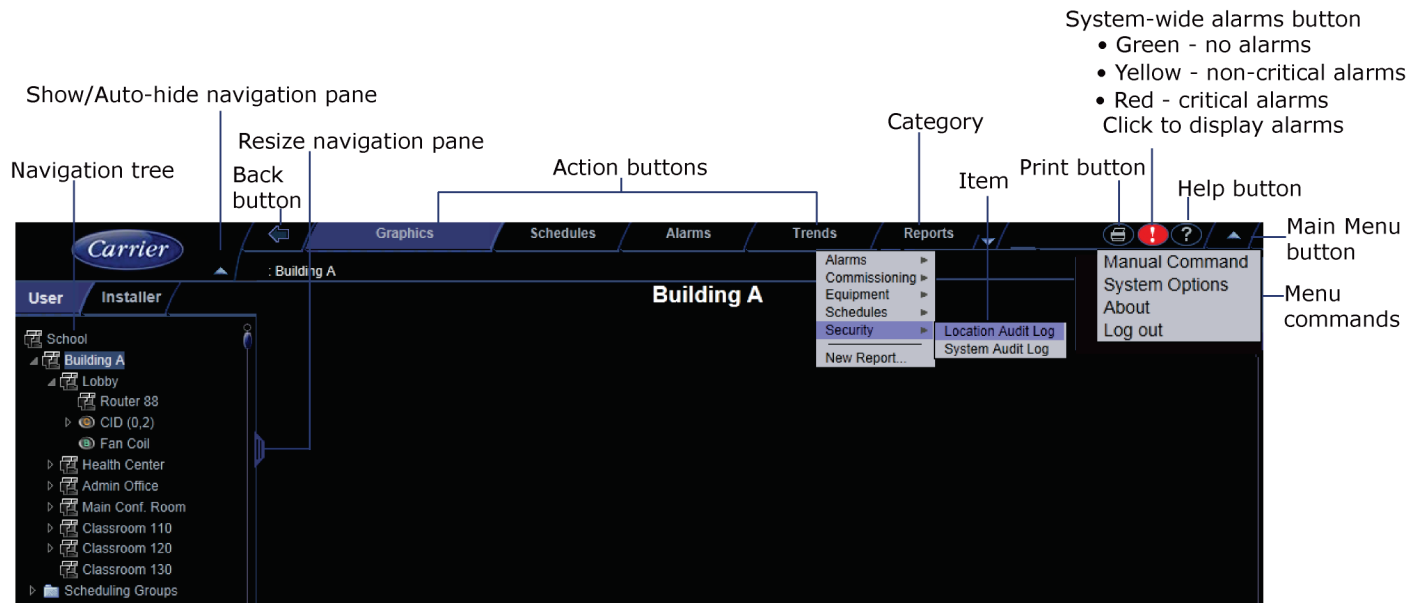 System-wide alarms button
• Green - no alarms
• Yellow - non-critical alarms
• Red - critical alarms
Click to display alarms
Show/Auto-hide navigation pane
Resize navigation pane
Category
Navigation tree
Back
button
Action buttons
Item
Print button
Help button
Main Menu
button
Menu
commands
Carrier
Graphics
Schedules
Alarms
Trends
Reports
!
?
: Building A
User
Installer
Building A
Alarms
Commissioning
Equipment
Schedules
Security
New Report...
Location Audit Log
System Audit Log
Manual Command
System Options
About
Log out
School
Building A
Lobby
Router 88
CID (0,2)
Fan Coil
Health Center
Admin Office
Main Conf. Room
Classroom 110
Classroom 120
Classroom 130
Scheduling Groups